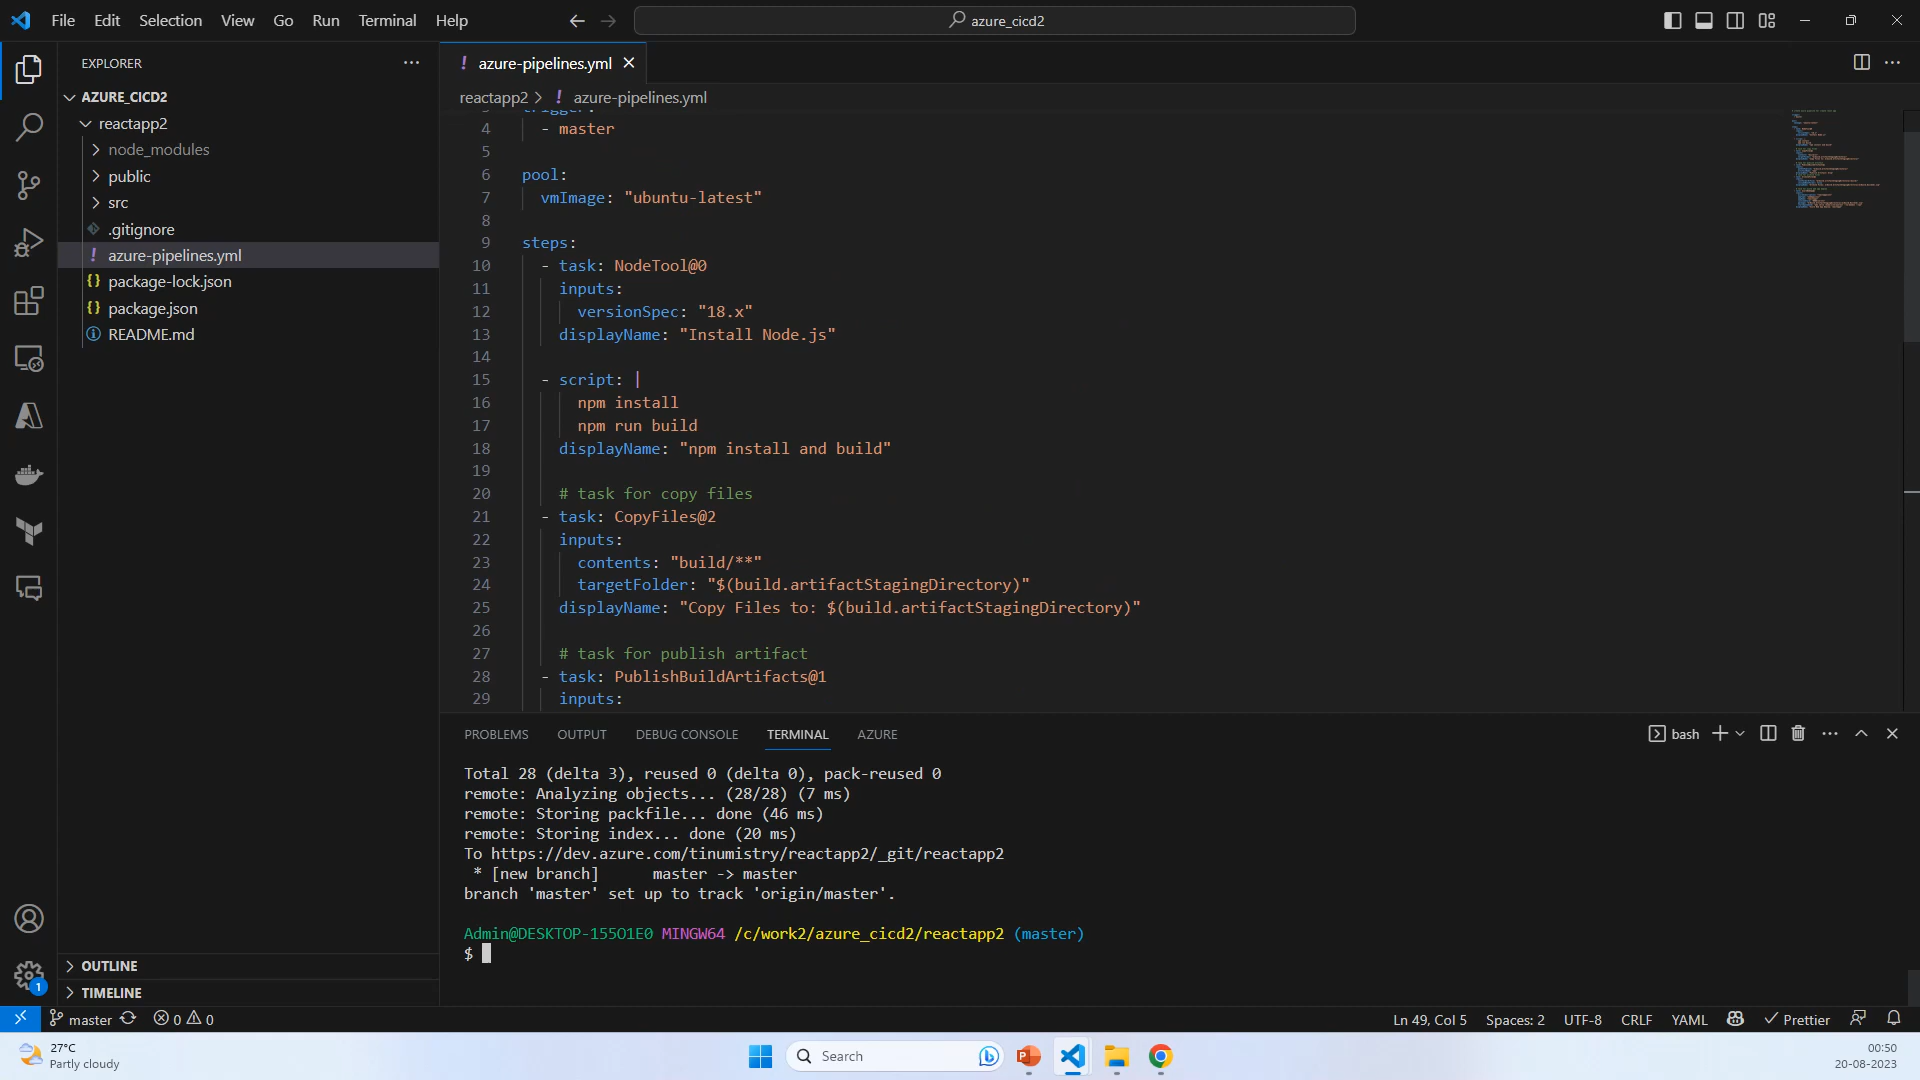 File Edit Selection View Go Run Terminal Help
azure_cicd2
EXPLORER
AZURE_CICD2
reactapp2
node_modules
public
src
.gitignore
azure-pipelines.yml
package-lock.json
package.json
README.md
OUTLINE
TIMELINE
azure-pipelines.yml
reactapp2 > ! azure-pipelines.yml
4 - master
5
6 pool:
7 vmImage: "ubuntu-latest"
8
9 steps:
10 - task: NodeTool@0
11 inputs:
12 versionSpec: "18.x"
13 displayName: "Install Node.js"
14
15 - script: |
16 npm install
17 npm run build
18 displayName: "npm install and build"
19
20 # task for copy files
21 - task: CopyFiles@2
22 inputs:
23 contents: "build/**"
24 targetFolder: "$(build.artifactStagingDirectory)"
25 displayName: "Copy Files to: $(build.artifactStagingDirectory)"
26
27 # task for publish artifact
28 - task: PublishBuildArtifacts@1
29 inputs:
PROBLEMS OUTPUT DEBUG CONSOLE TERMINAL AZURE
bash
Total 28 (delta 3), reused 0 (delta 0), pack-reused 0
remote: Analyzing objects... (28/28) (7 ms)
remote: Storing packfile... done (46 ms)
remote: Storing index... done (20 ms)
To https://dev.azure.com/tinumistry/reactapp2/_git/reactapp2
* [new branch] master -> master
branch 'master' set up to track 'origin/master'.
Admin@DESKTOP-155O1E0 MINGW64 /c/work2/azure_cicd2/reactapp2 (master)
$
1
master 0 0 Ln 49, Col 5 Spaces: 2 UTF-8 CRLF YAML Prettier
27°C
Partly cloudy
Search
00:50
20-08-2023